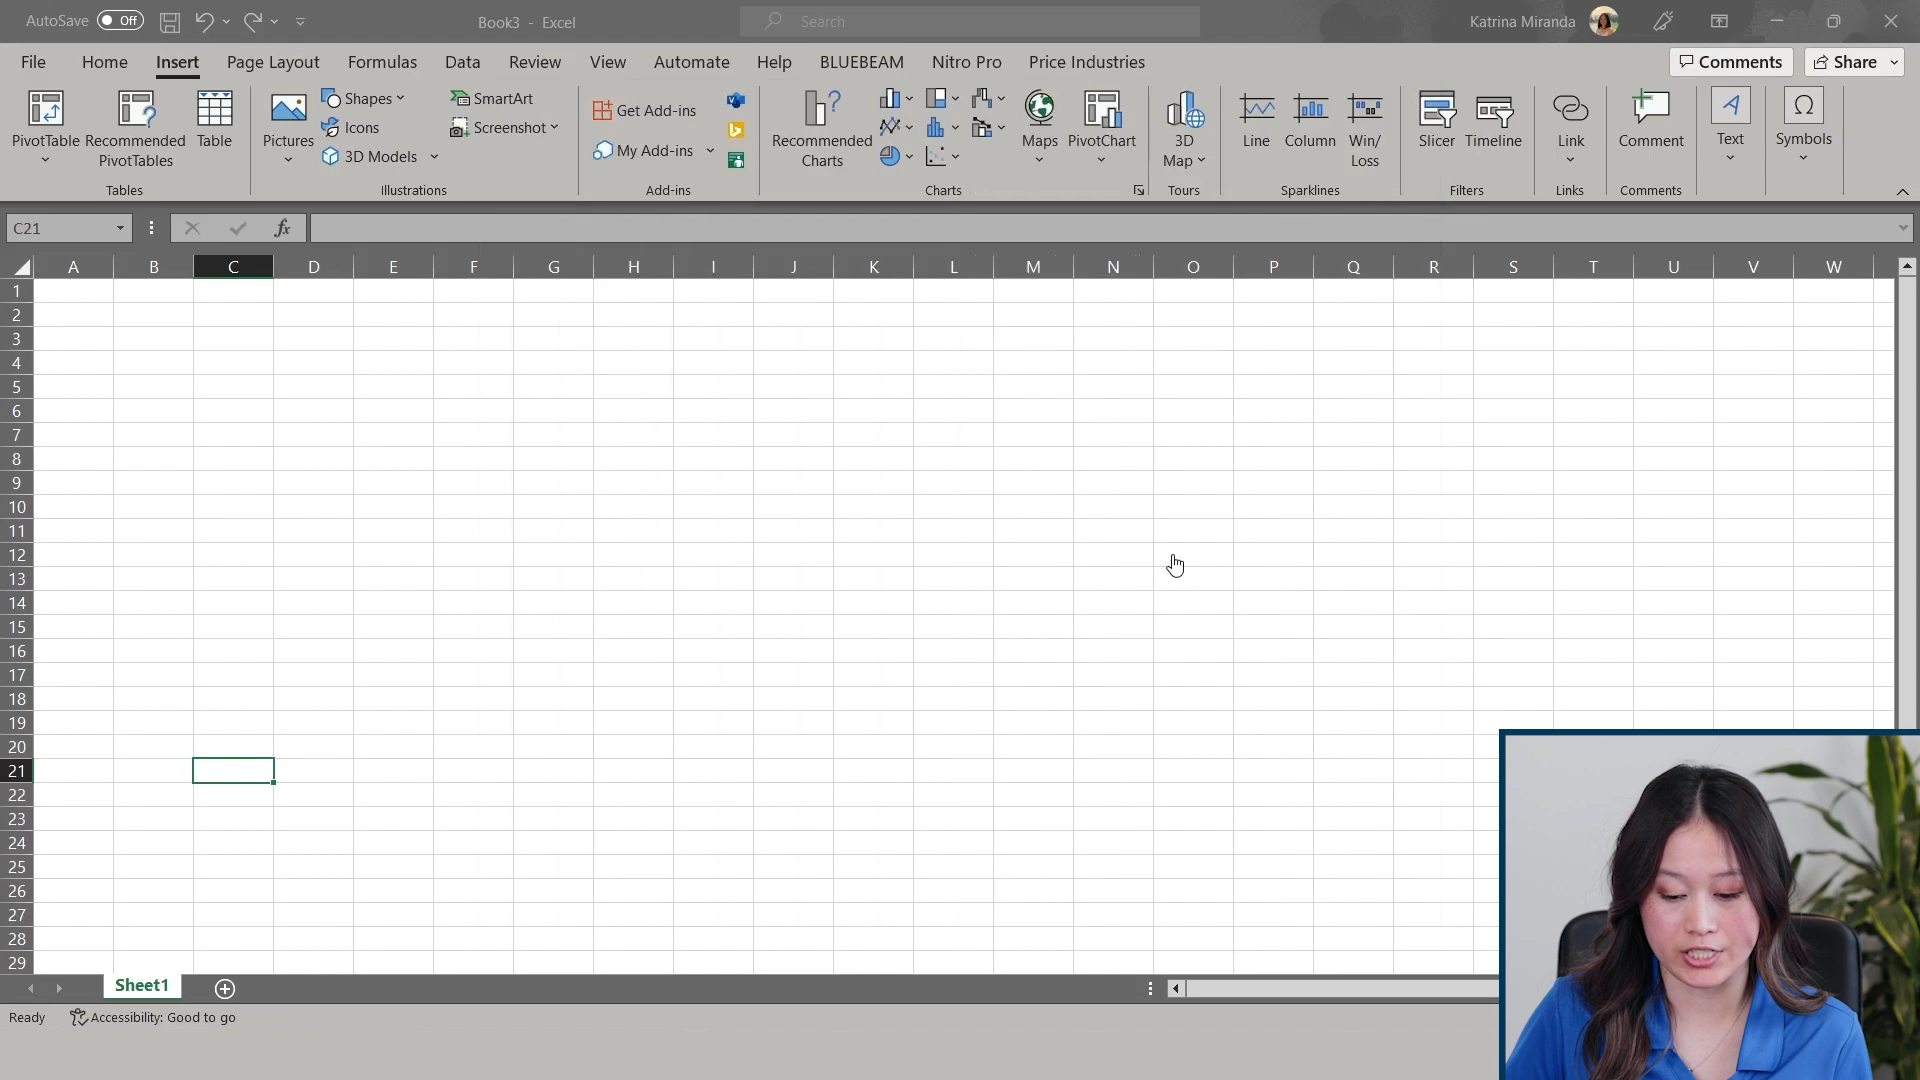 AutoSave Off
Book3 - Excel
Search
Katrina Miranda
File Home Insert Page Layout Formulas Data Review View Automate Help BLUEBEAM Nitro Pro Price Industries
Comments
Share
PivotTable
Recommended
PivotTables
Table
Tables
Pictures
Shapes
Icons
3D Models
SmartArt
Screenshot
Illustrations
Get Add-ins
My Add-ins
Add-ins
Recommended
Charts
Maps
PivotChart
Charts
3D
Map
Tours
Line
Column
Win/
Loss
Sparklines
Slicer
Timeline
Filters
Link
Links
Comment
Comments
Text
Symbols
C21
fx
A B C D E F G H I J K L M N O P Q R S T U V W
1
2
3
4
5
6
7
8
9
10
11
12
13
14
15
16
17
18
19
20
21
22
23
24
25
26
27
28
29
Sheet1
Ready
Accessibility: Good to go